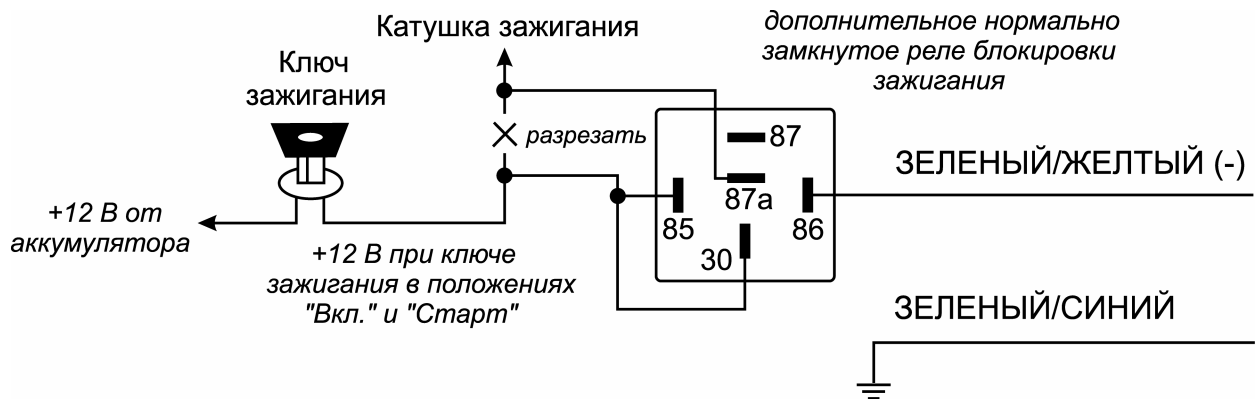 Катушка зажигания
дополнительное нормально
замкнутое реле блокировки
зажигания
Ключ
зажигания
разрезать
87
87a
85
86
30
ЗЕЛЕНЫЙ/ЖЕЛТЫЙ (-)
+12 В от
аккумулятора
+12 В при ключе
зажигания в положениях
"Вкл." и "Старт"
ЗЕЛЕНЫЙ/СИНИЙ